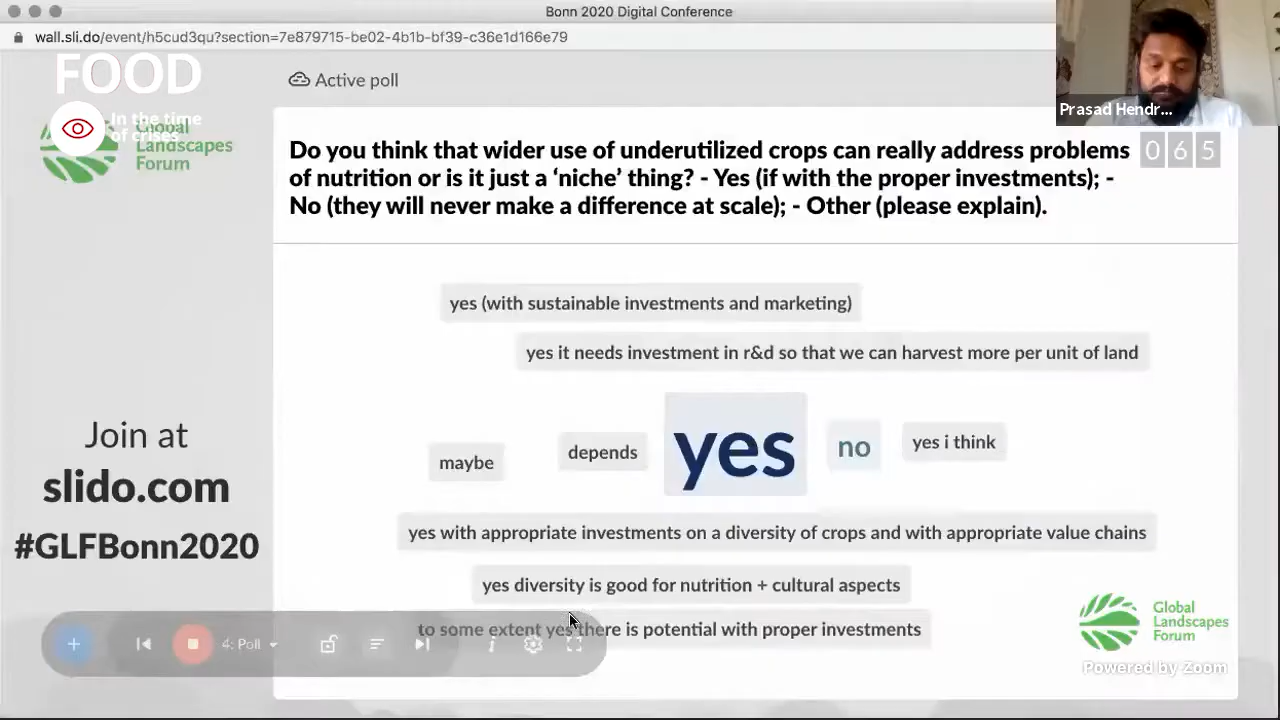 Bonn 2020 Digital Conference
wall.sli.do/event/h5cud3qu?section=7e879715-be02-4b1b-bf39-c36e1d166e79
FOOD
In the time
of crises
Global
Landscapes
Forum
Active poll
Prasad Hendr...
Do you think that wider use of underutilized crops can really address problems
of nutrition or is it just a ‘niche’ thing? - Yes (if with the proper investments); -
No (they will never make a difference at scale); - Other (please explain).
065
yes (with sustainable investments and marketing)
yes it needs investment in r&d so that we can harvest more per unit of land
maybe
depends
yes
no
yes i think
yes with appropriate investments on a diversity of crops and with appropriate value chains
yes diversity is good for nutrition + cultural aspects
to some extent yes there is potential with proper investments
Join at
slido.com
#GLFBonn2020
4: Poll
Global
Landscapes
Forum
Powered by Zoom